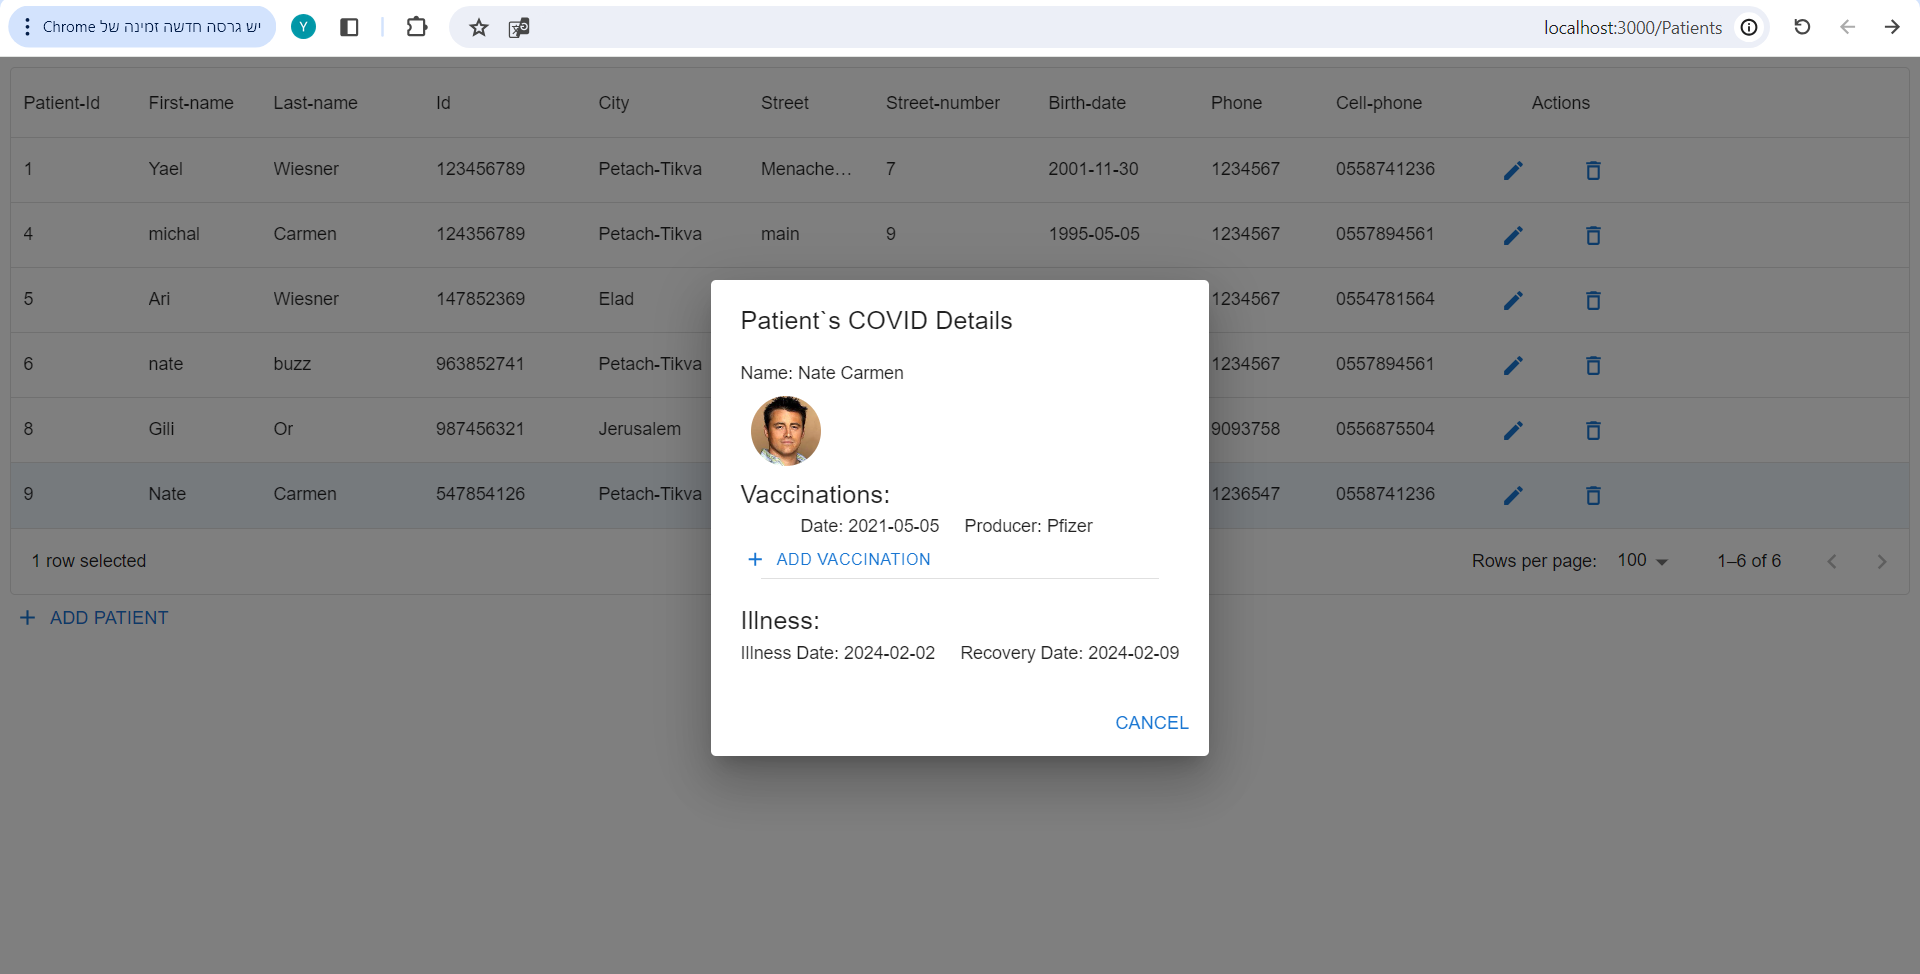 יש גרסה חדשה זמינה של Chrome
Y
localhost:3000/Patients
Patient-Id First-name Last-name Id City Street Street-number Birth-date Phone Cell-phone Actions
1 Yael Wiesner 123456789 Petach-Tikva Menache… 7 2001-11-30 1234567 0558741236
4 michal Carmen 124356789 Petach-Tikva main 9 1995-05-05 1234567 0557894561
5 Ari Wiesner 147852369 Elad 1234567 0554781564
6 nate buzz 963852741 Petach-Tikva 1234567 0557894561
8 Gili Or 987456321 Jerusalem 9093758 0556875504
9 Nate Carmen 547854126 Petach-Tikva 1236547 0558741236
1 row selected Rows per page: 100 1–6 of 6
ADD PATIENT
Patient`s COVID Details
Name: Nate Carmen
Vaccinations:
Date: 2021-05-05 Producer: Pfizer
ADD VACCINATION
Illness:
Illness Date: 2024-02-02 Recovery Date: 2024-02-09
CANCEL